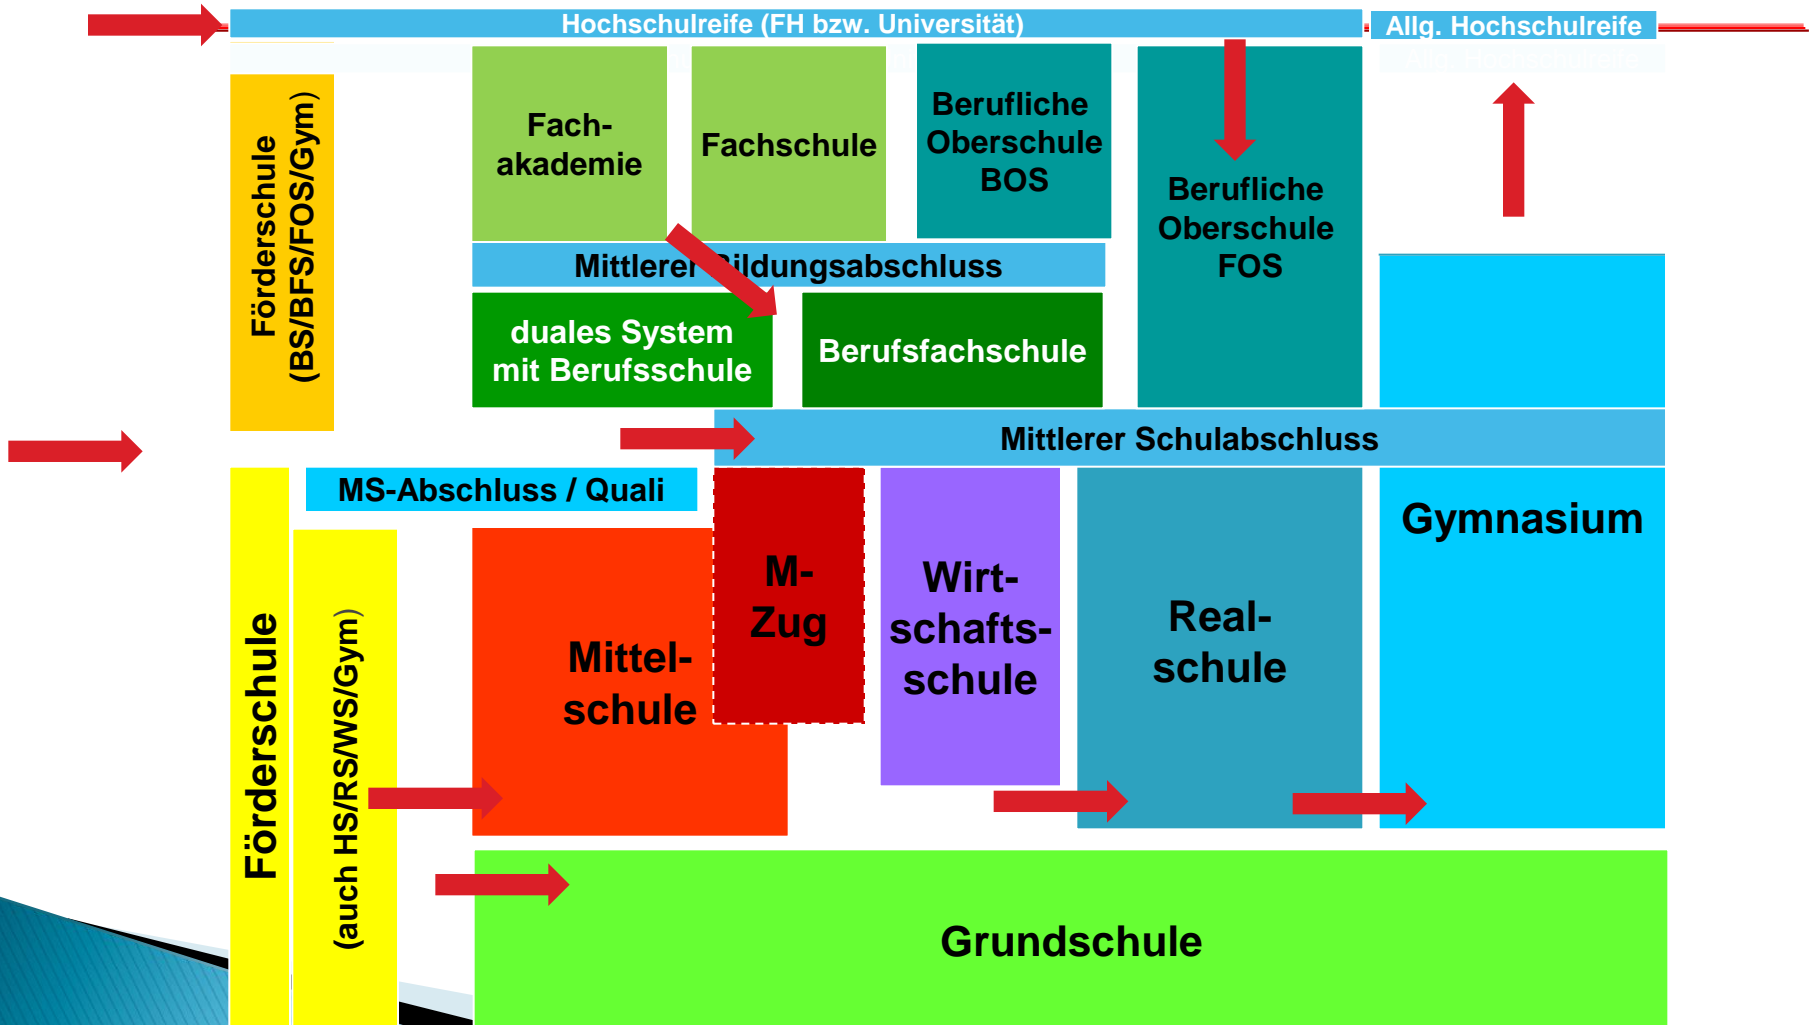 Hochschulreife (FH bzw. Universität)
Allg. Hochschulreife
Förderschule
(BS/BFS/FOS/Gym)
Fach-
akademie
Fachschule
Berufliche
Oberschule
BOS
Berufliche
Oberschule
FOS
Mittlerer Bildungsabschluss
duales System
mit Berufsschule
Berufsfachschule
Mittlerer Schulabschluss
MS-Abschluss / Quali
Förderschule
(auch HS/RS/WS/Gym)
Mittel-
schule
M-
Zug
Wirt-
schafts-
schule
Real-
schule
Gymnasium
Grundschule